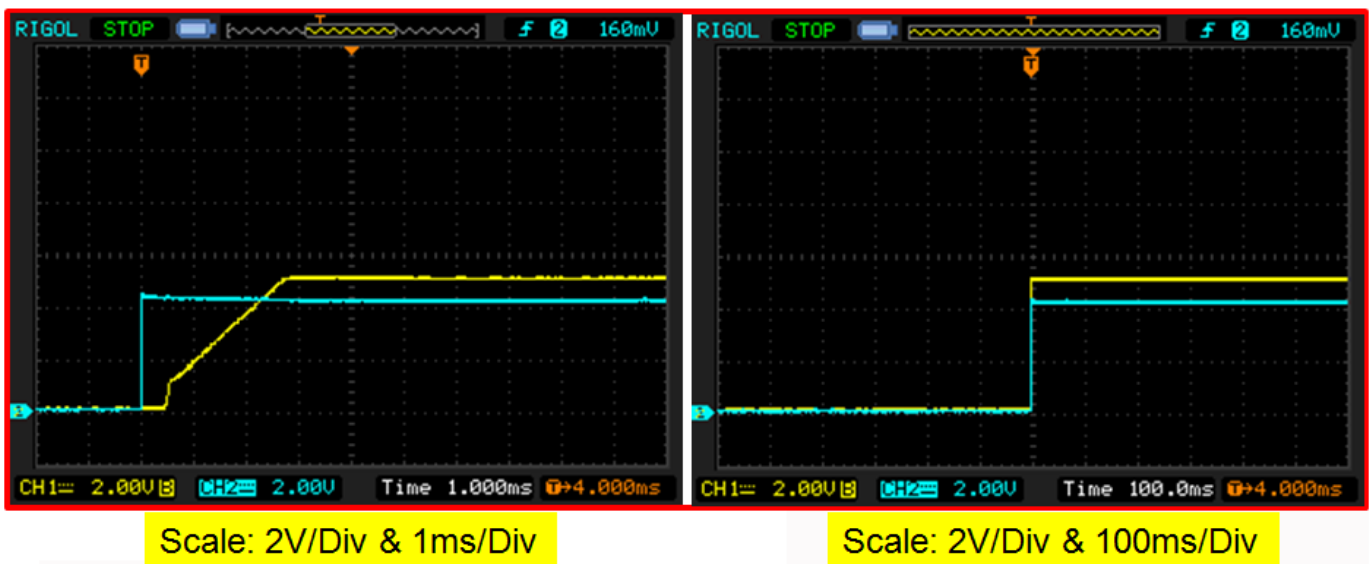 RIGOL STOP T f 2 160mV
T
CH1 2.00V B CH2 2.00V Time 1.000ms T→4.000ms
Scale: 2V/Div & 1ms/Div
RIGOL STOP T f 2 160mV
T
CH1 2.00V B CH2 2.00V Time 100.0ms T→4.000ms
Scale: 2V/Div & 100ms/Div